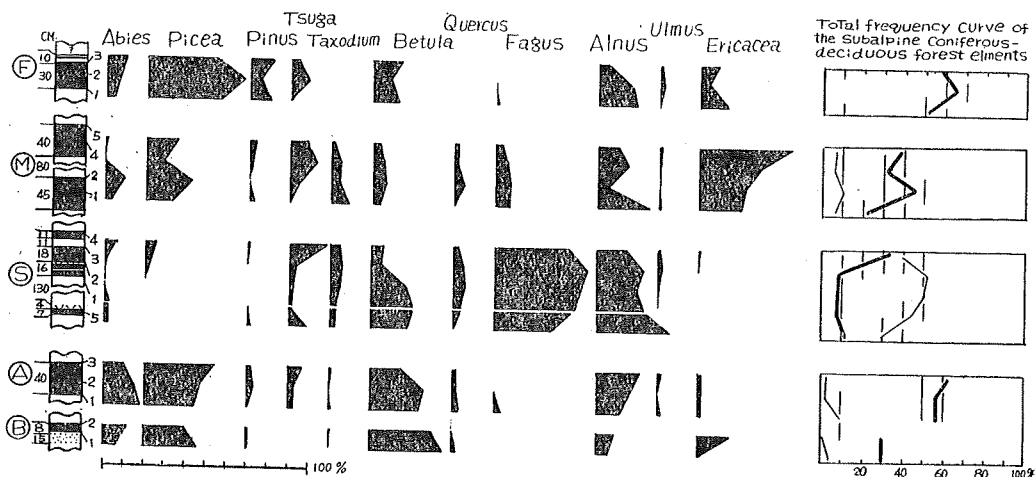 Total frequency curve of
the Subalpine Coniferous-
deciduous forest elments
CM.
Abies
Picea
Pinus
Tsuga
Taxodium
Betula
Quercus
Fagus
Alnus
Ulmus
Ericacea
F
?
10
30
3
2
1
M
40
80
45
5
4
2
1
S
11
18
16
130
4
7
4
3
2
1
5
A
40
3
2
1
B
8
15
2
1
100 %
20 40 60 80 100%